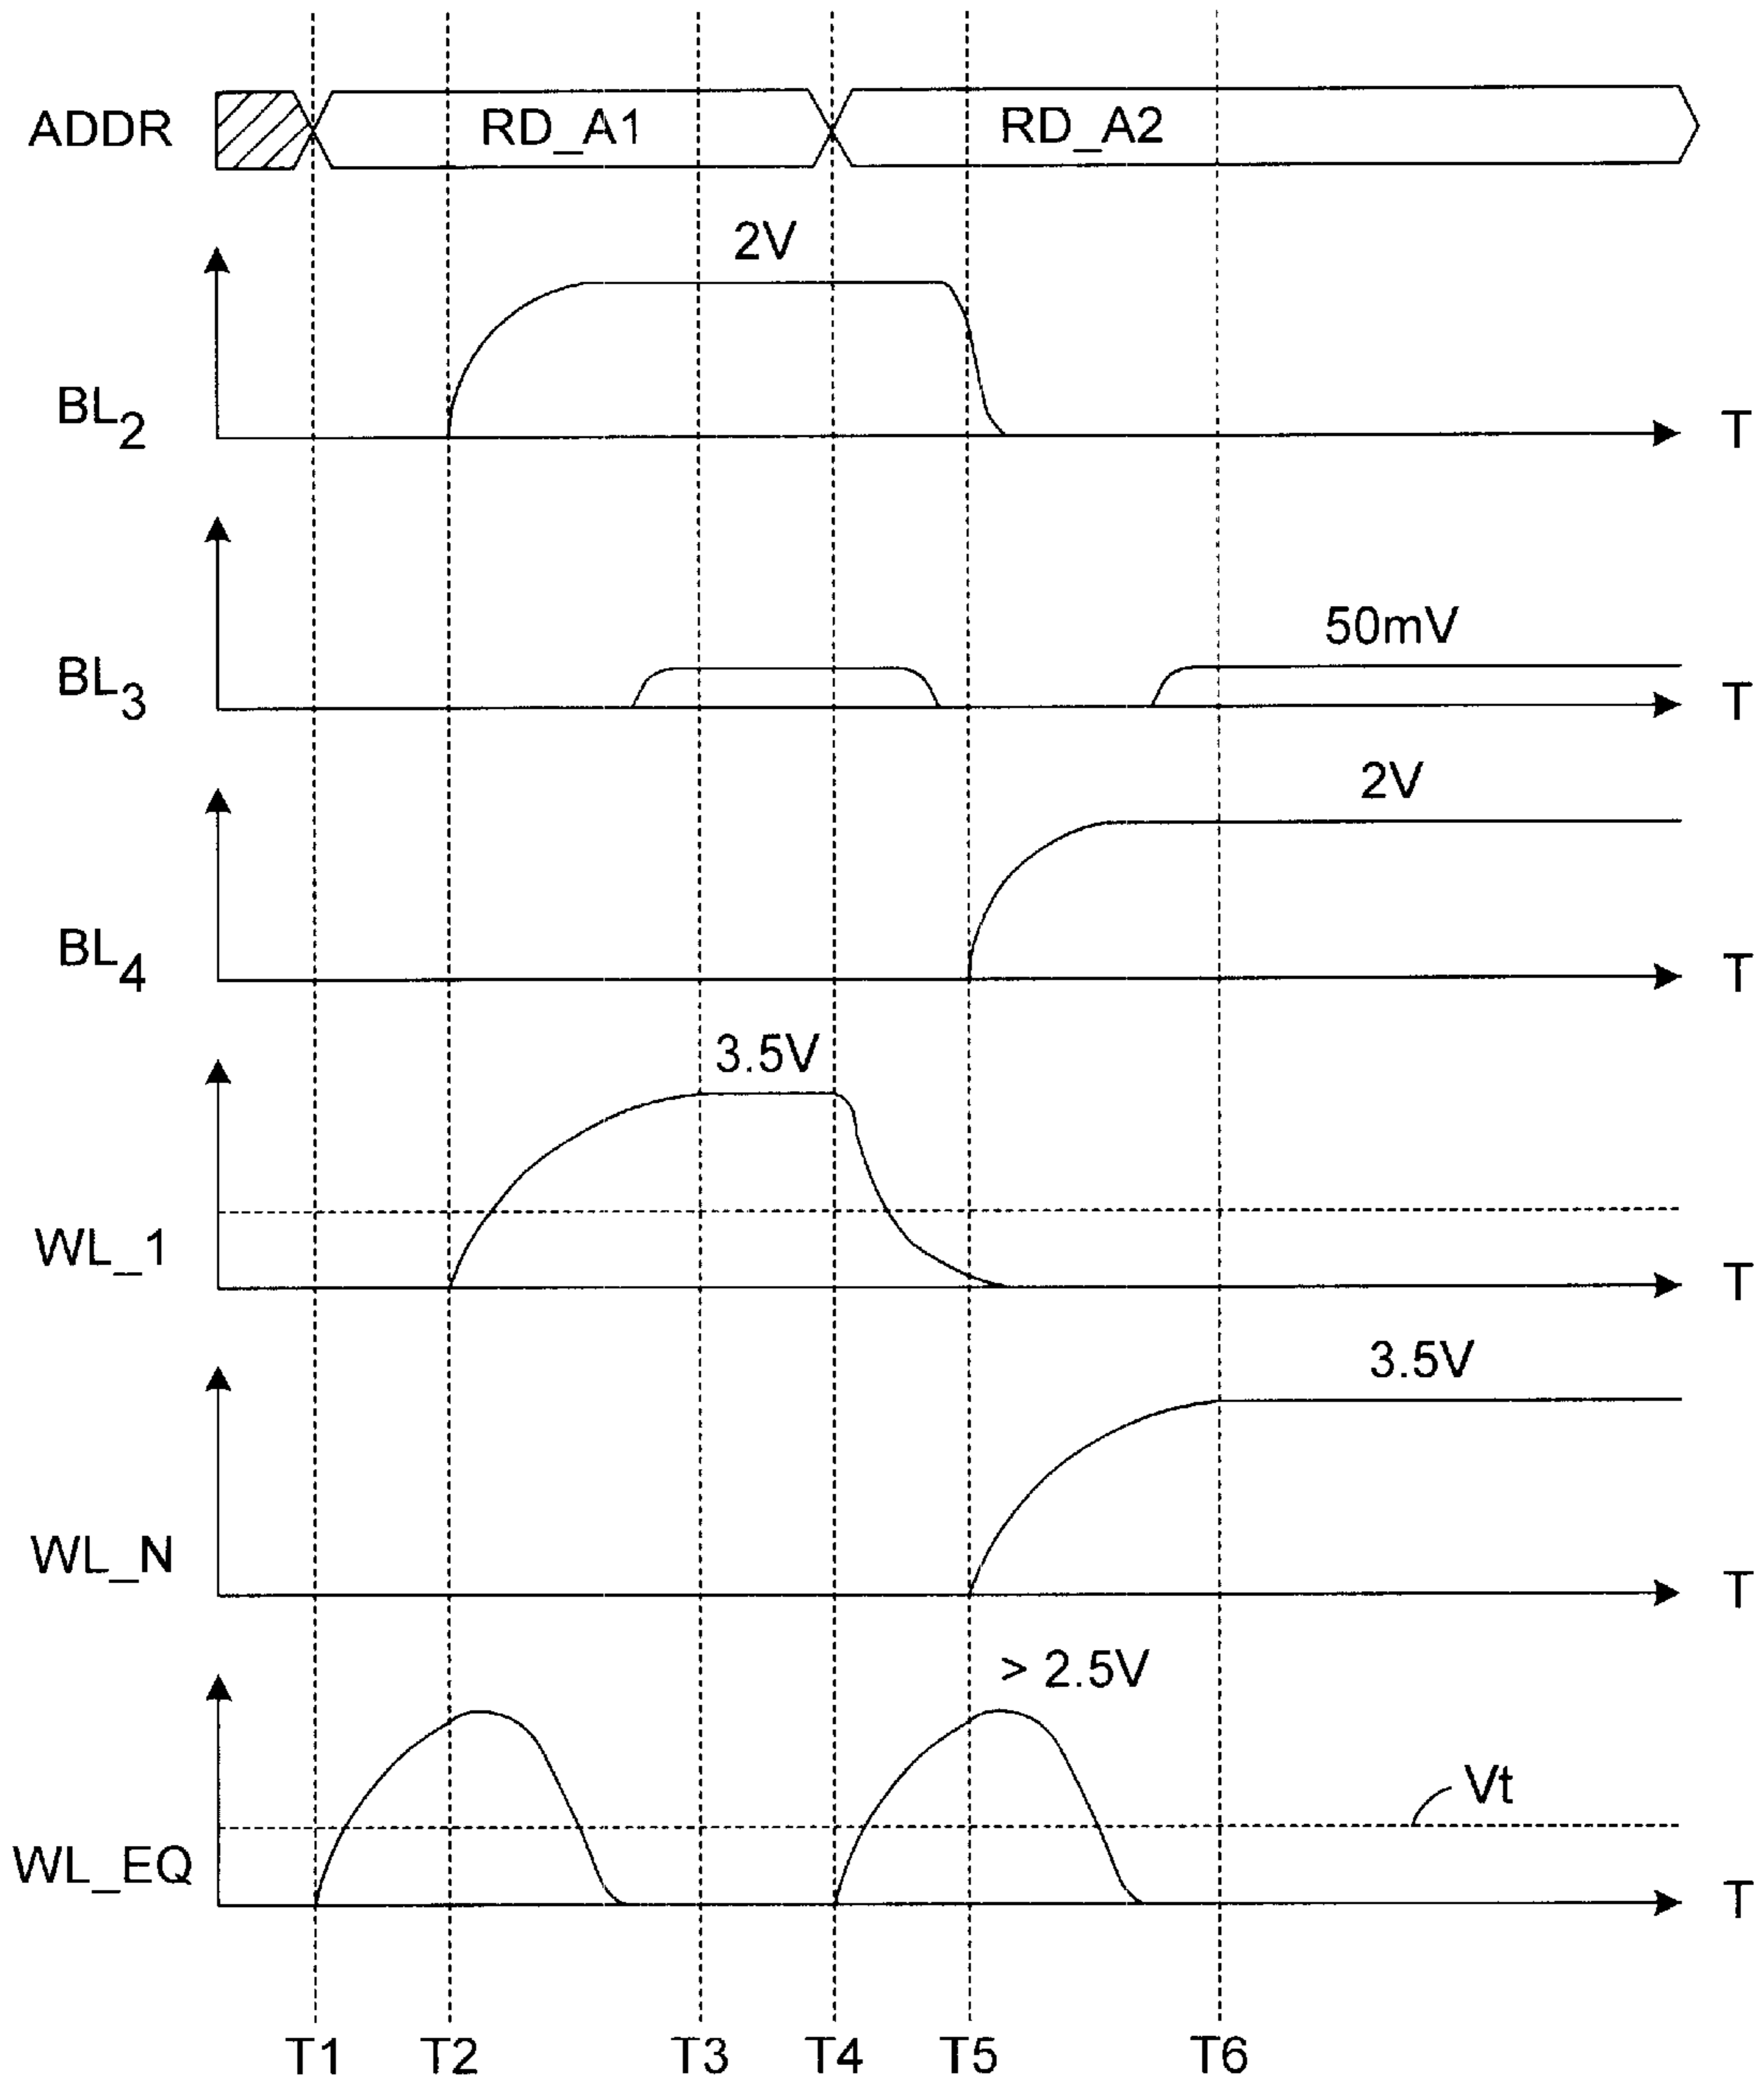 ADDR RD_A1 RD_A2
2V
BL2 T
50mV
BL3 T
2V
BL4 T
3.5V
WL_1 T
3.5V
WL_N T
> 2.5V
Vt
WL_EQ T
T1 T2 T3 T4 T5 T6